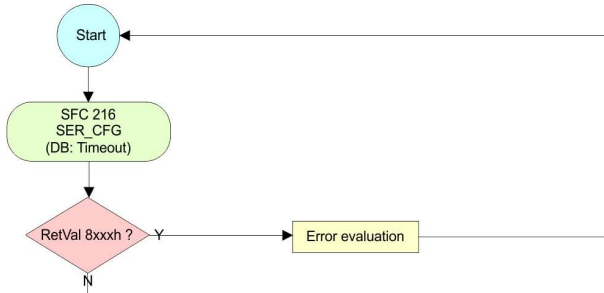 Start
SFC 216
SER_CFG
(DB: Timeout)
RetVal 8xxxh ?
Y
Error evaluation
N